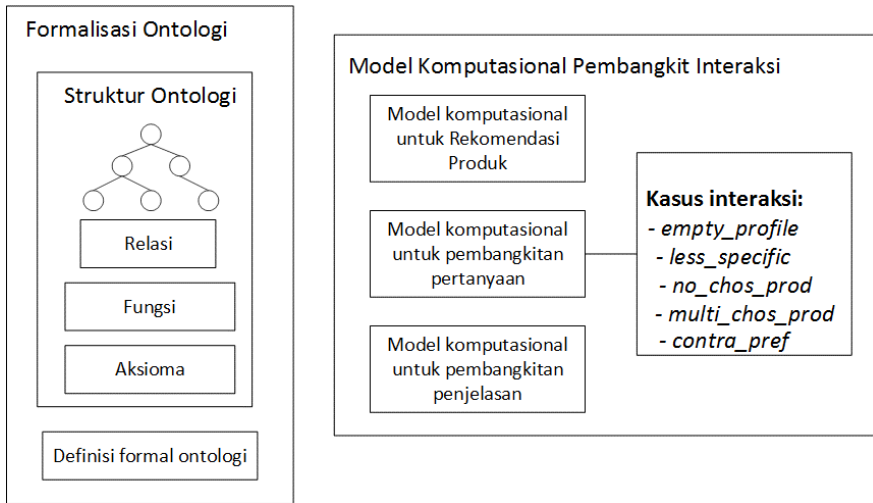 Formalisasi Ontologi
Struktur Ontologi
Relasi
Fungsi
Aksioma
Definisi formal ontologi
Model Komputasional Pembangkit Interaksi
Model komputasional
untuk Rekomendasi
Produk
Model komputasional
untuk pembangkitan
pertanyaan
Model komputasional
untuk pembangkitan
penjelasan
Kasus interaksi:
- empty_profile
- less_specific
- no_chos_prod
- multi_chos_prod
- contra_pref